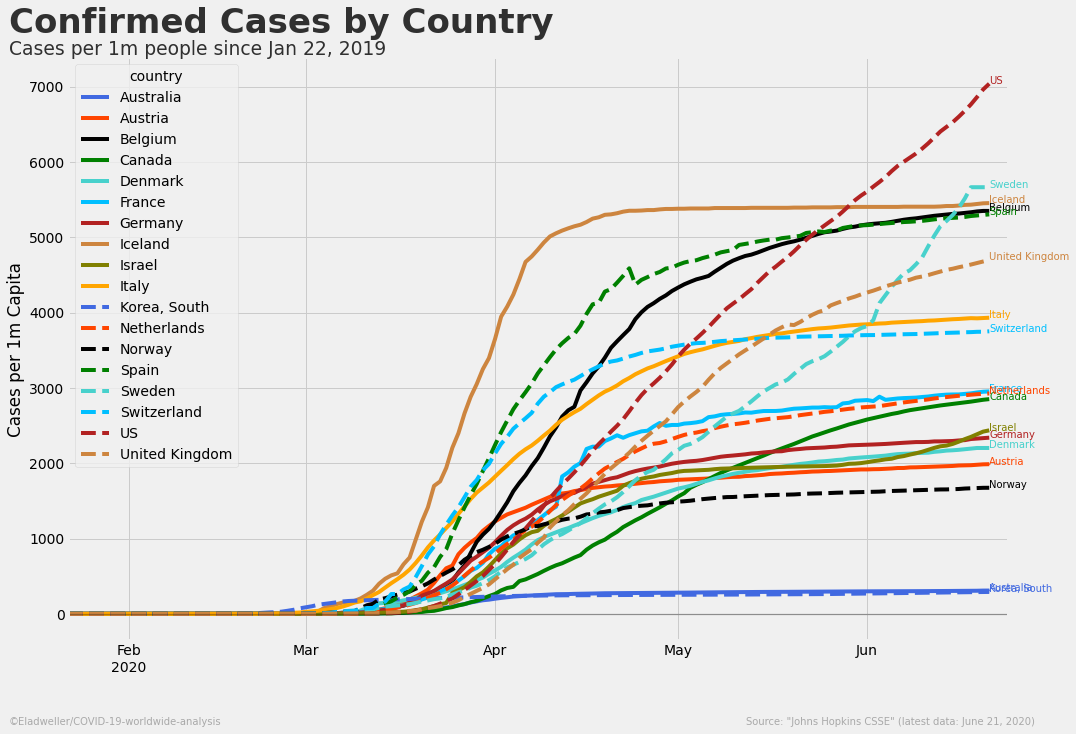 Confirmed Cases by Country
Cases per 1m people since Jan 22, 2019
Cases per 1m Capita
7000
6000
5000
4000
3000
2000
1000
0
country
Australia
Austria
Belgium
Canada
Denmark
France
Germany
Iceland
Israel
Italy
Korea, South
Netherlands
Norway
Spain
Sweden
Switzerland
US
United Kingdom
US
Sweden
Iceland
Belgium
Spain
United Kingdom
Italy
Switzerland
France
Netherlands
Canada
Israel
Germany
Denmark
Austria
Norway
Australia
Korea, South
Feb Mar Apr May Jun
2020
©Eladweller/COVID-19-worldwide-analysis
Source: "Johns Hopkins CSSE" (latest data: June 21, 2020)